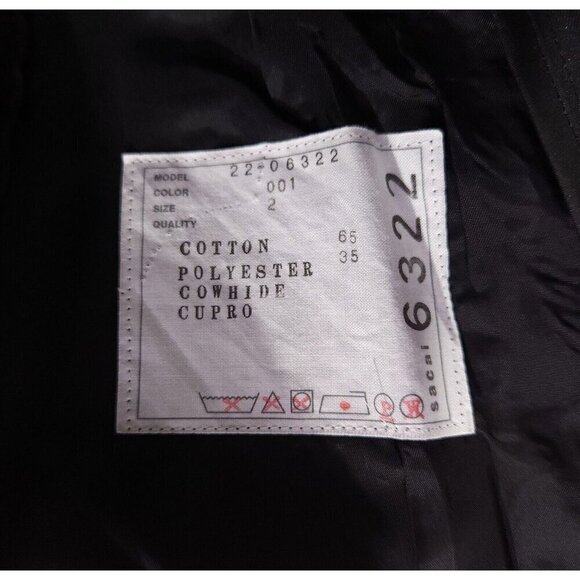 MODEL 22-06322
COLOR 001
SIZE 2
QUALITY
COTTON 65
POLYESTER 35
COWHIDE
CUPRO
P W
sacai 6322